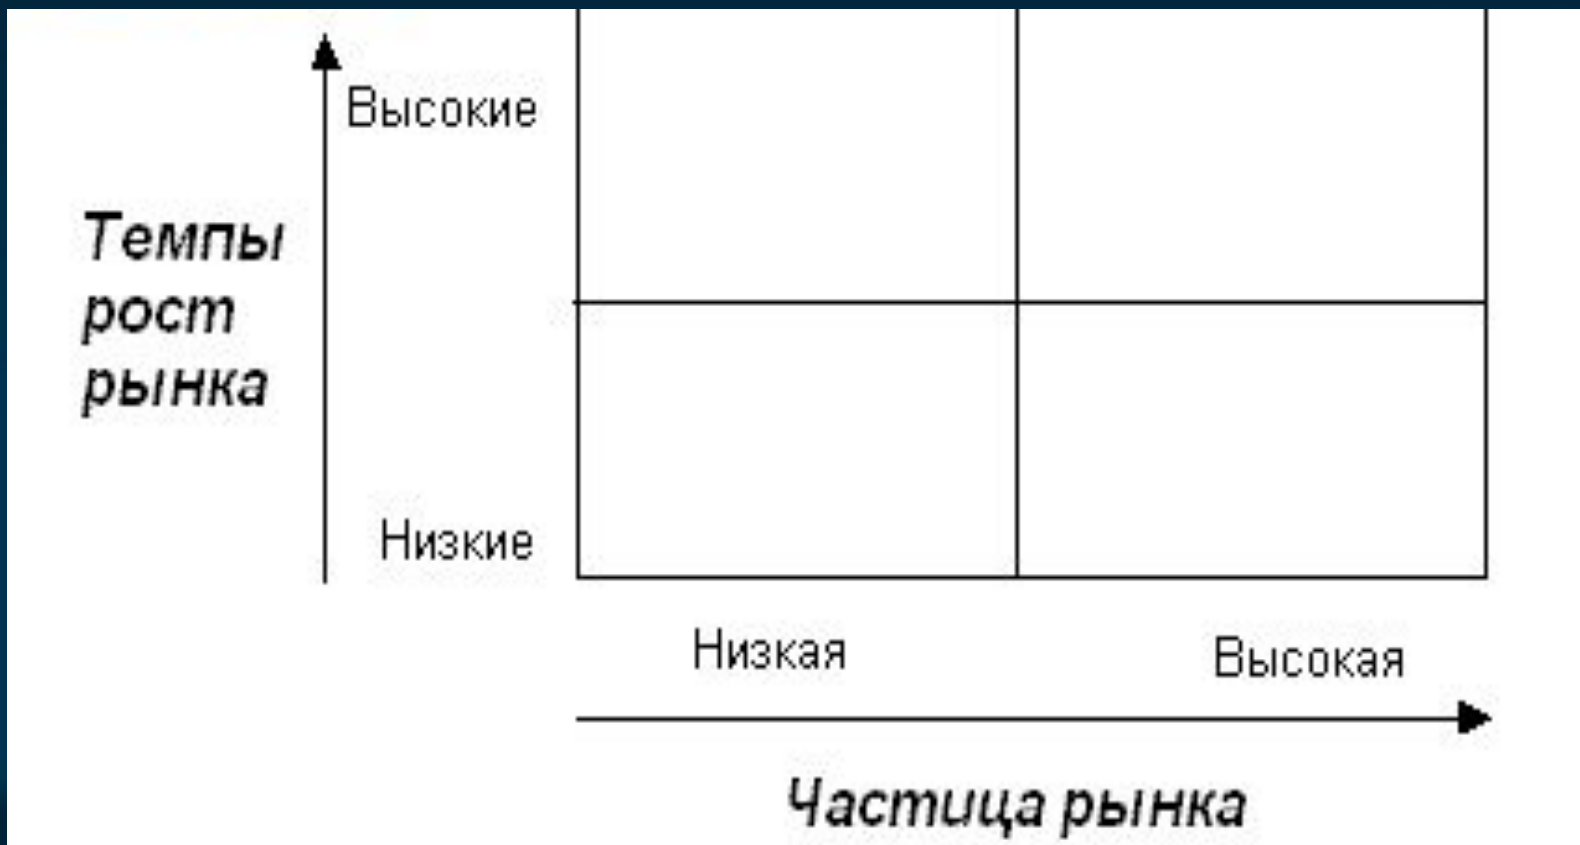 Высокие
Темпы
рост
рынка
Низкие
Низкая
Высокая
Частица рынка